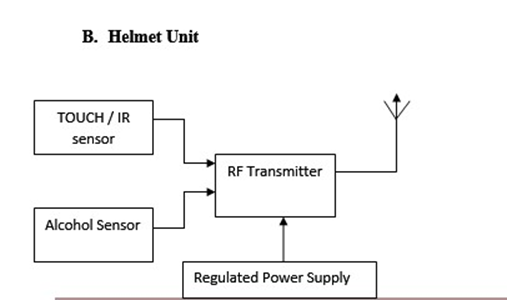 B. Helmet Unit
TOUCH / IR
sensor
RF Transmitter
Alcohol Sensor
Regulated Power Supply